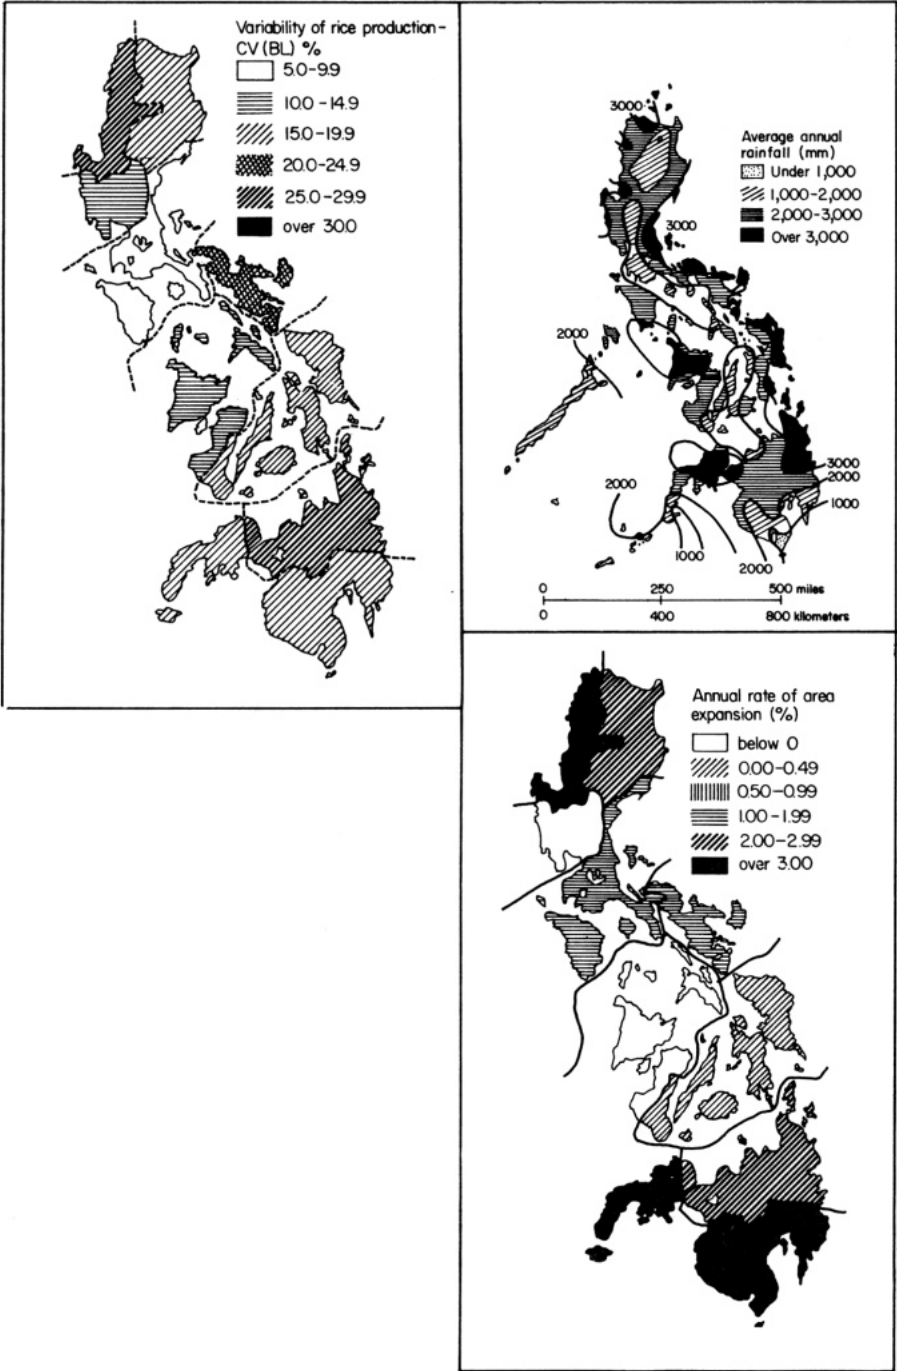 Variability of rice production-
CV (BL) %
5.0-9.9
10.0-14.9
15.0-19.9
20.0-24.9
25.0-29.9
over 30.0
3000
Average annual
rainfall (mm)
Under 1,000
1,000-2,000
2,000-3,000
Over 3,000
3000
2000
3000
2000
2000
1000
1000
2000
0 250 500 miles
0 400 800 kilometers
Annual rate of area
expansion (%)
below 0
0.00-0.49
0.50-0.99
1.00-1.99
2.00-2.99
over 3.00